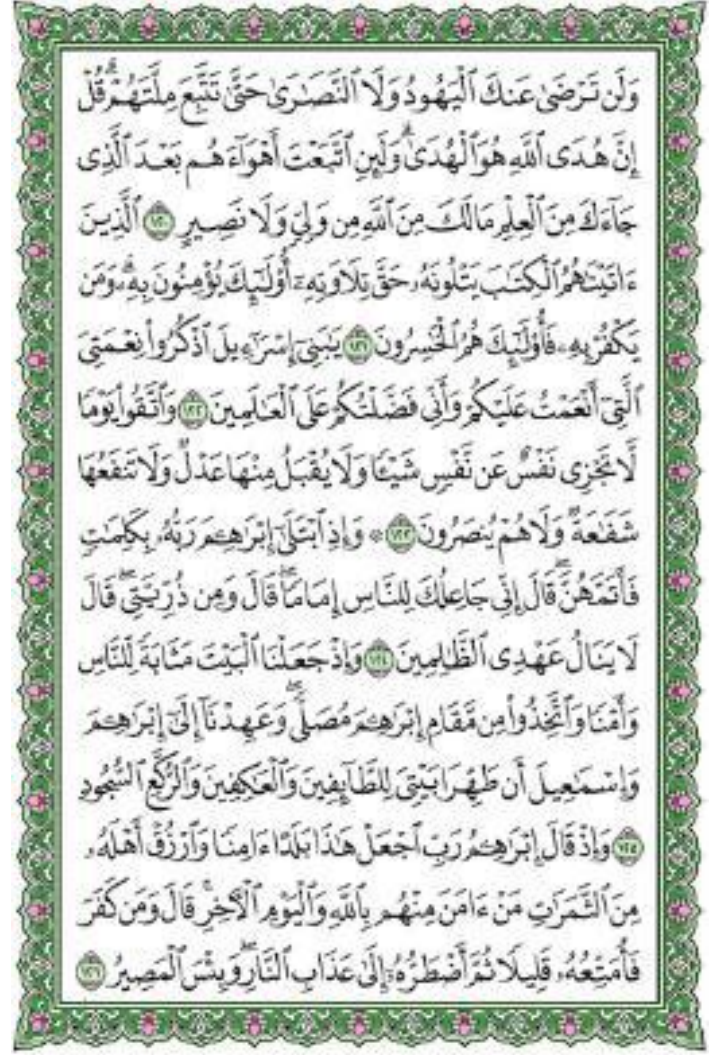 وَلَن تَرْضَىٰ عَنكَ ٱلْيَهُودُ وَلَا ٱلنَّصَـٰرَىٰ حَتَّىٰ تَتَّبِعَ مِلَّتَهُمْ ۗ قُلْ
إِنَّ هُدَى ٱللَّهِ هُوَ ٱلْهُدَىٰ ۗ وَلَئِنِ ٱتَّبَعْتَ أَهْوَآءَهُم بَعْدَ ٱلَّذِى
جَآءَكَ مِنَ ٱلْعِلْمِ مَا لَكَ مِنَ ٱللَّهِ مِن وَلِىٍّ وَلَا نَصِيرٍ ١٢٠ ٱلَّذِينَ
ءَاتَيْنَـٰهُمُ ٱلْكِتَـٰبَ يَتْلُونَهُۥ حَقَّ تِلَاوَتِهِۦٓ أُو۟لَـٰٓئِكَ يُؤْمِنُونَ بِهِۦ ۗ وَمَن
يَكْفُرْ بِهِۦ فَأُو۟لَـٰٓئِكَ هُمُ ٱلْخَـٰسِرُونَ ١٢١ يَـٰبَنِىٓ إِسْرَٰٓءِيلَ ٱذْكُرُوا۟ نِعْمَتِىَ
ٱلَّتِىٓ أَنْعَمْتُ عَلَيْكُمْ وَأَنِّى فَضَّلْتُكُمْ عَلَى ٱلْعَـٰلَمِينَ ١٢٢ وَٱتَّقُوا۟ يَوْمًا
لَّا تَجْزِى نَفْسٌ عَن نَّفْسٍ شَيْـًٔا وَلَا يُقْبَلُ مِنْهَا عَدْلٌ وَلَا تَنفَعُهَا
شَفَـٰعَةٌ وَلَا هُمْ يُنصَرُونَ ١٢٣ ۞ وَإِذِ ٱبْتَلَىٰٓ إِبْرَٰهِـۧمَ رَبُّهُۥ بِكَلِمَـٰتٍ
فَأَتَمَّهُنَّ ۖ قَالَ إِنِّى جَاعِلُكَ لِلنَّاسِ إِمَامًا ۖ قَالَ وَمِن ذُرِّيَّتِى ۖ قَالَ
لَا يَنَالُ عَهْدِى ٱلظَّـٰلِمِينَ ١٢٤ وَإِذْ جَعَلْنَا ٱلْبَيْتَ مَثَابَةً لِّلنَّاسِ
وَأَمْنًا وَٱتَّخِذُوا۟ مِن مَّقَامِ إِبْرَٰهِـۧمَ مُصَلًّى ۖ وَعَهِدْنَآ إِلَىٰٓ إِبْرَٰهِـۧمَ
وَإِسْمَـٰعِيلَ أَن طَهِّرَا بَيْتِىَ لِلطَّآئِفِينَ وَٱلْعَـٰكِفِينَ وَٱلرُّكَّعِ ٱلسُّجُودِ
١٢٥ وَإِذْ قَالَ إِبْرَٰهِـۧمُ رَبِّ ٱجْعَلْ هَـٰذَا بَلَدًا ءَامِنًا وَٱرْزُقْ أَهْلَهُۥ
مِنَ ٱلثَّمَرَٰتِ مَنْ ءَامَنَ مِنْهُم بِٱللَّهِ وَٱلْيَوْمِ ٱلْـَٔاخِرِ ۖ قَالَ وَمَن كَفَرَ
فَأُمَتِّعُهُۥ قَلِيلًا ثُمَّ أَضْطَرُّهُۥٓ إِلَىٰ عَذَابِ ٱلنَّارِ ۖ وَبِئْسَ ٱلْمَصِيرُ ١٢٦